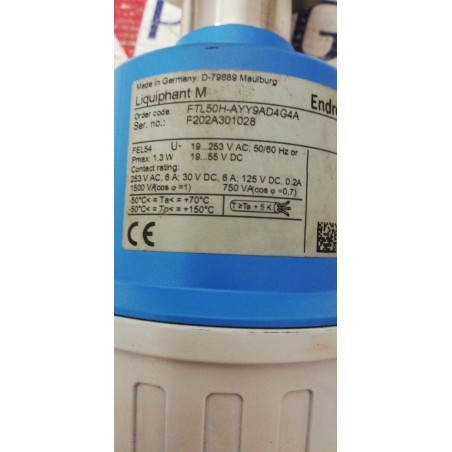 Made in Germany, D-79689 Maulburg
Liquiphant M
Endre
Order code: FTL50H-AYY9AD4G4A
Ser. no.: F202A301028
FEL54 U- 19...253 V AC; 50/60 Hz or
Pmax: 1.3 W 19...55 V DC
Contact rating:
253 V AC, 6 A; 30 V DC, 6 A; 125 V DC, 0.2A
1500 VA(cos φ=1) 750 VA(cos φ=0,7)
-50°C< = Ta< = +70°C
-50°C< = Tp< = +150°C
T≥Ta + 5 K
CE